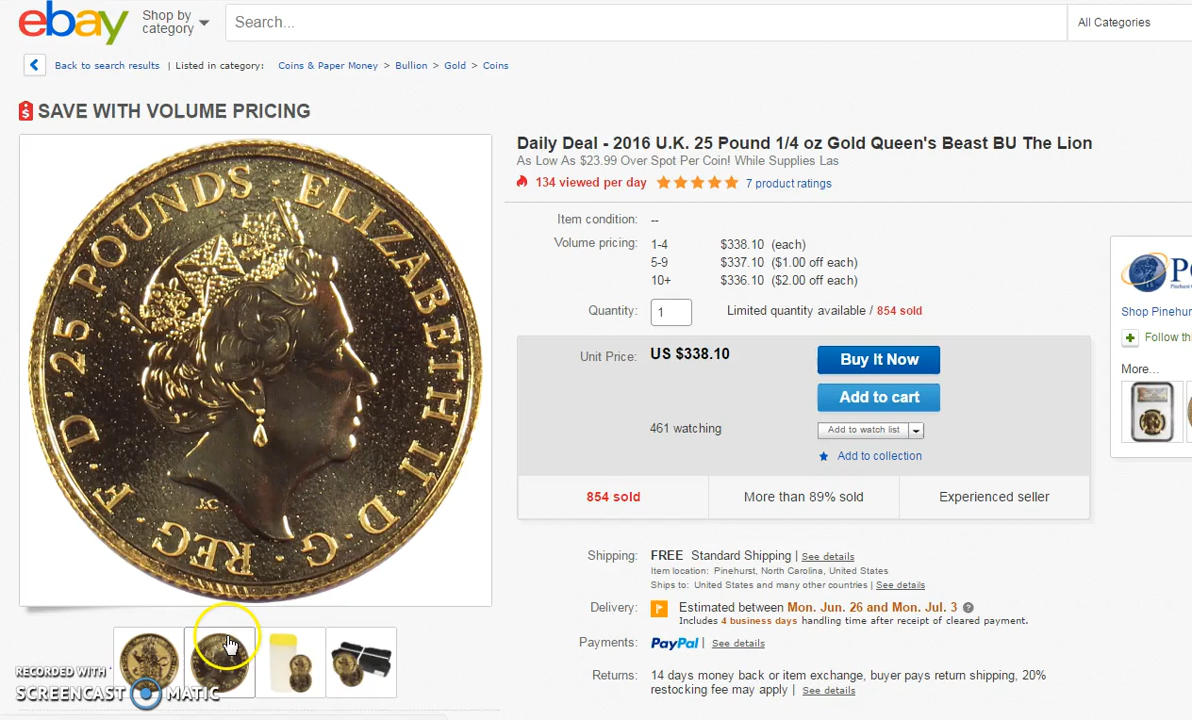 ebay
Shop by
category
Search...
All Categories
Back to search results | Listed in category: Coins & Paper Money > Bullion > Gold > Coins
SAVE WITH VOLUME PRICING
ELIZABETH II · D · G · REG · F · D · 25 POUNDS ·
J.C
Daily Deal - 2016 U.K. 25 Pound 1/4 oz Gold Queen's Beast BU The Lion
As Low As $23.99 Over Spot Per Coin! While Supplies Las
134 viewed per day 7 product ratings
Item condition: --
Volume pricing: 1-4 $338.10 (each)
5-9 $337.10 ($1.00 off each)
10+ $336.10 ($2.00 off each)
Quantity: 1 Limited quantity available / 854 sold
Unit Price: US $338.10 Buy It Now
Add to cart
461 watching Add to watch list
Add to collection
854 sold More than 89% sold Experienced seller
Shipping: FREE Standard Shipping | See details
Item location: Pinehurst, North Carolina, United States
Ships to: United States and many other countries | See details
Delivery: Estimated between Mon. Jun. 26 and Mon. Jul. 3 ?
Includes 4 business days handling time after receipt of cleared payment.
Payments: PayPal | See details
Returns: 14 days money back or item exchange, buyer pays return shipping, 20%
restocking fee may apply | See details
Shop Pinehur
Follow thi
More...
RECORDED WITH
SCREENCAST MATIC